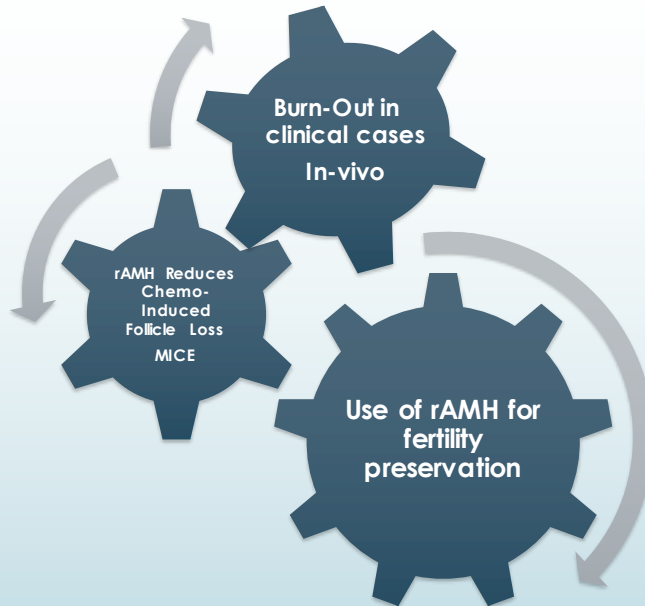 Burn-Out in
clinical cases
In-vivo
rAMH Reduces
Chemo-
Induced
Follicle Loss
MICE
Use of rAMH for
fertility
preservation